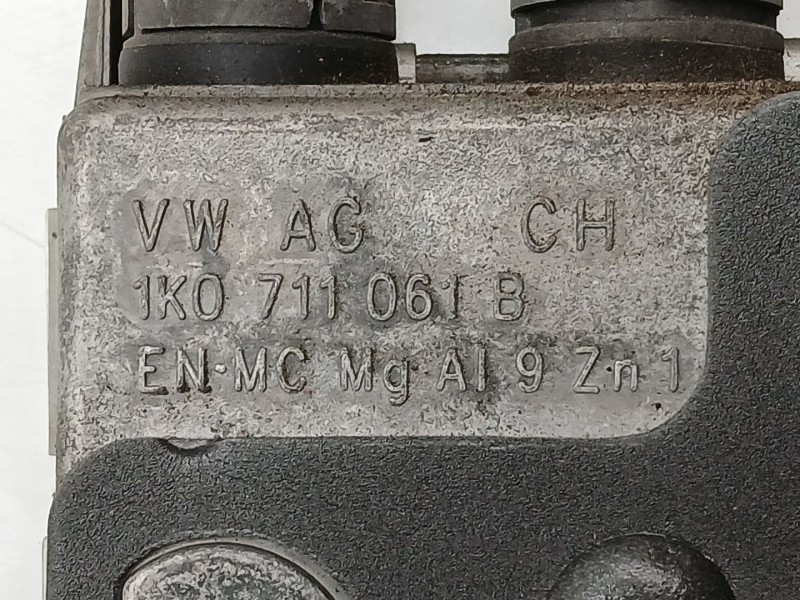 VW AG CH
1K0 711 061 B
EN-MC Mg Al 9 Zn 1